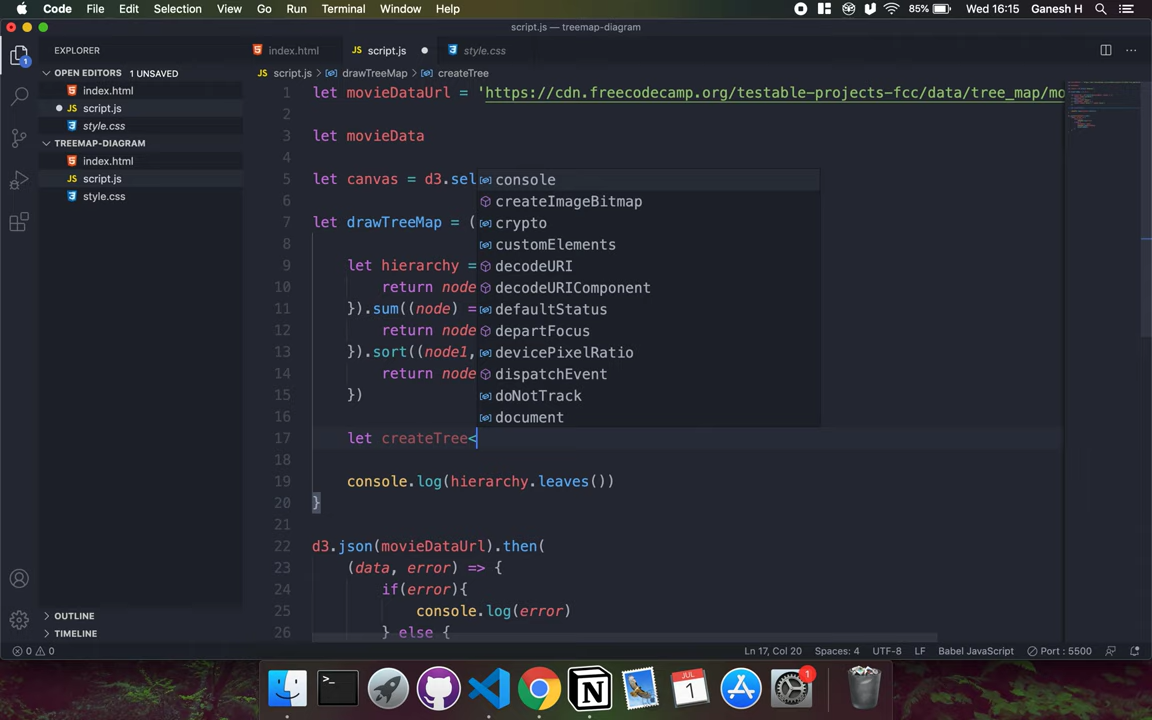 Code File Edit Selection View Go Run Terminal Window Help 85% Wed 16:15 Ganesh H
script.js — treemap-diagram
EXPLORER
index.html script.js style.css
OPEN EDITORS 1 UNSAVED
index.html
script.js
style.css
TREEMAP-DIAGRAM
index.html
script.js
style.css
OUTLINE
TIMELINE
script.js > drawTreeMap > createTree
1 let movieDataUrl = 'https://cdn.freecodecamp.org/testable-projects-fcc/data/tree_map/mo
2
3 let movieData
4
5 let canvas = d3.sel
6
7 let drawTreeMap = (
8
9 let hierarchy =
10 return node
11 }).sum((node) =
12 return node
13 }).sort((node1,
14 return node
15 })
16
17 let createTree<
18
19 console.log(hierarchy.leaves())
20 }
21
22 d3.json(movieDataUrl).then(
23 (data, error) => {
24 if(error){
25 console.log(error)
26 } else {
console
createImageBitmap
crypto
customElements
decodeURI
decodeURIComponent
defaultStatus
departFocus
devicePixelRatio
dispatchEvent
doNotTrack
document
0 0 Ln 17, Col 20 Spaces: 4 UTF-8 LF Babel JavaScript Port : 5500
1
JUL
1
1